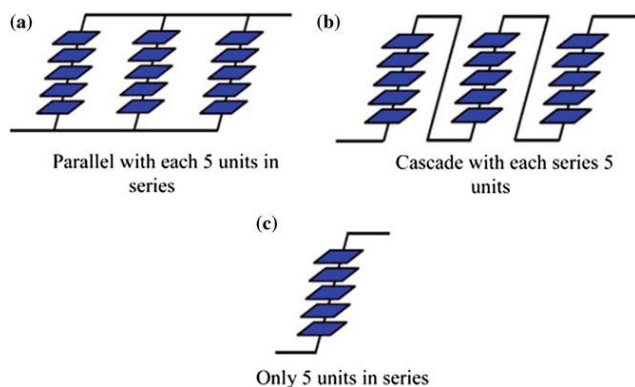 (a)
(b)
Parallel with each 5 units in
series
Cascade with each series 5
units
(c)
Only 5 units in series